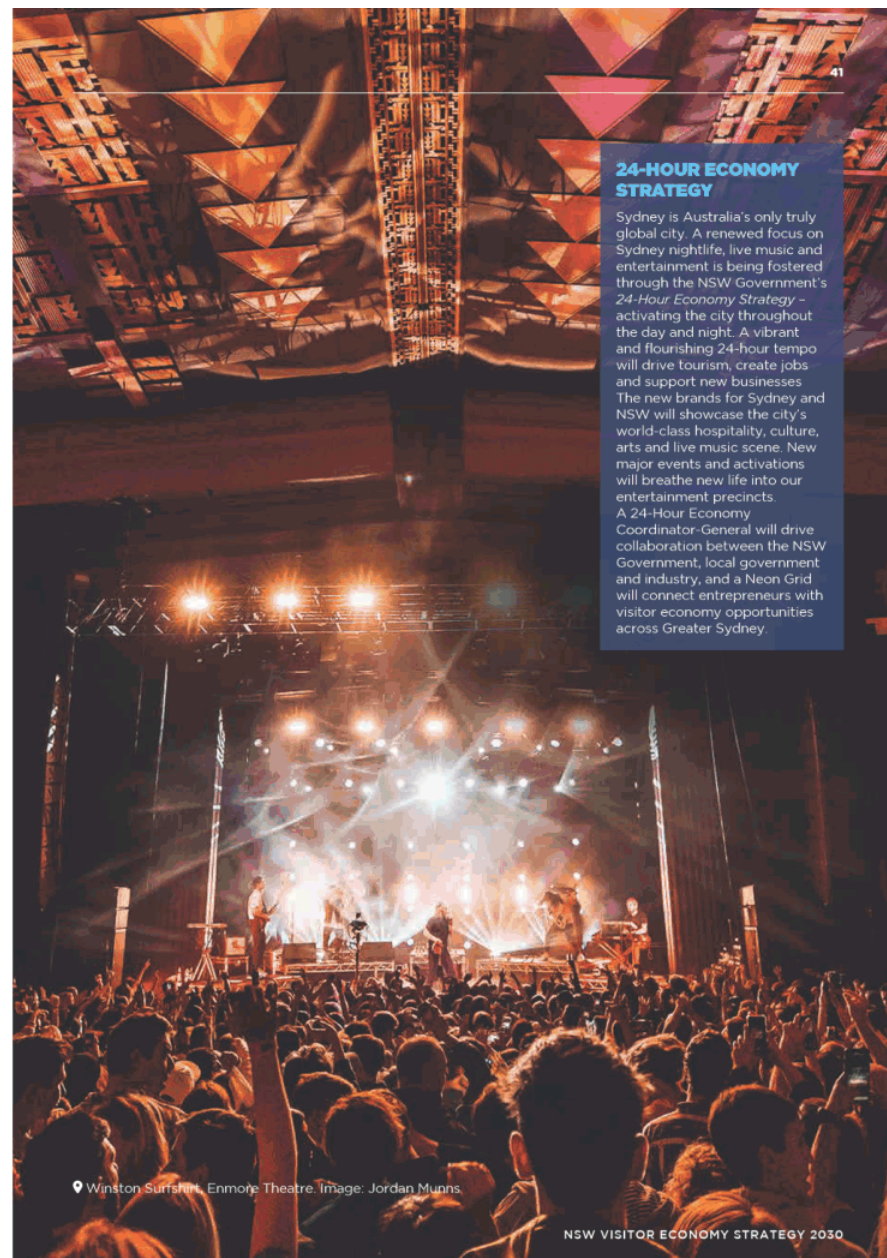 41
24-HOUR ECONOMY
STRATEGY
Sydney is Australia's only truly
global city. A renewed focus on
Sydney nightlife, live music and
entertainment is being fostered
through the NSW Government's
24-Hour Economy Strategy –
activating the city throughout
the day and night. A vibrant
and flourishing 24-hour tempo
will drive tourism, create jobs
and support new businesses
The new brands for Sydney and
NSW will showcase the city's
world-class hospitality, culture,
arts and live music scene. New
major events and activations
will breathe new life into our
entertainment precincts.
A 24-Hour Economy
Coordinator-General will drive
collaboration between the NSW
Government, local government
and industry, and a Neon Grid
will connect entrepreneurs with
visitor economy opportunities
across Greater Sydney.
Winston Surfshirt, Enmore Theatre. Image: Jordan Munns
NSW VISITOR ECONOMY STRATEGY 2030